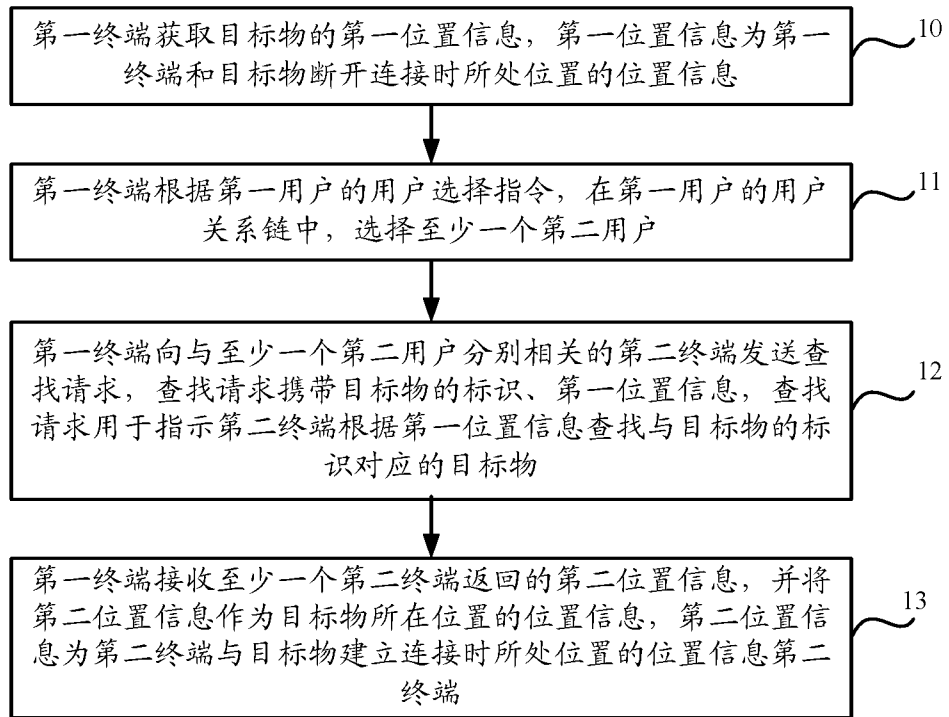 第一终端获取目标物的第一位置信息，第一位置信息为第一
终端和目标物断开连接时所处位置的位置信息
10
第一终端根据第一用户的用户选择指令，在第一用户的用户
关系链中，选择至少一个第二用户
11
第一终端向与至少一个第二用户分别相关的第二终端发送查
找请求，查找请求携带目标物的标识、第一位置信息，查找
请求用于指示第二终端根据第一位置信息查找与目标物的标
识对应的目标物
12
第一终端接收至少一个第二终端返回的第二位置信息，并将
第二位置信息作为目标物所在位置的位置信息，第二位置信
息为第二终端与目标物建立连接时所处位置的位置信息第二
终端
13